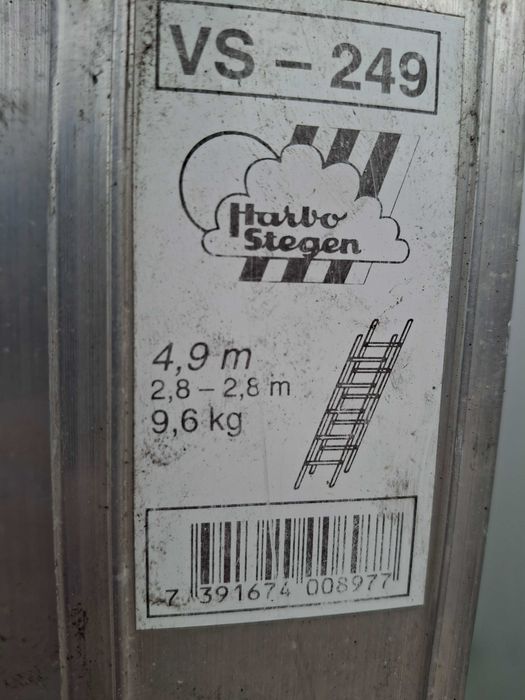 VS – 249
Harbo
Stegen
4,9 m
2,8 – 2,8 m
9,6 kg
7 391674 008977